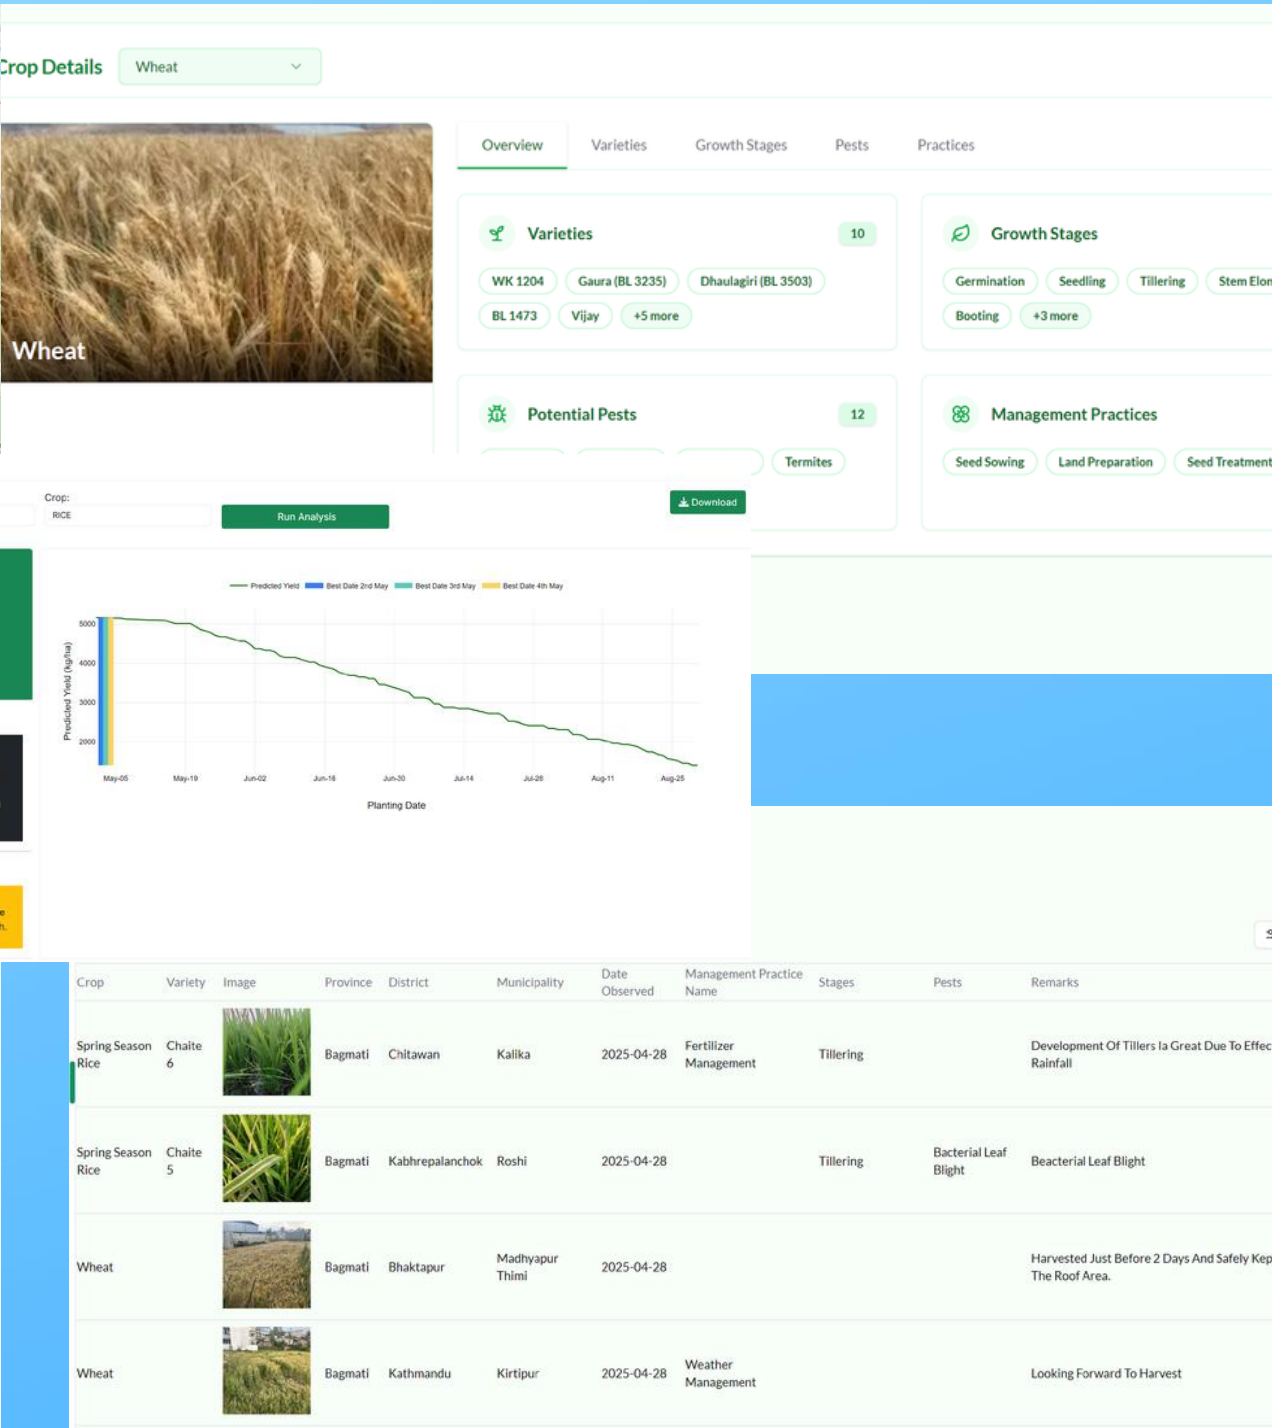 Crop Details
Wheat
Overview Varieties Growth Stages Pests Practices
Wheat
Varieties 10
WK 1204 Gaura (BL 3235) Dhaulagiri (BL 3503)
BL 1473 Vijay +5 more
Growth Stages
Germination Seedling Tillering Stem Elon
Booting +3 more
Potential Pests 12
Termites
Management Practices
Seed Sowing Land Preparation Seed Treatment
Crop:
RICE
Run Analysis
Download
Predicted Yield Best Date 2nd May Best Date 3rd May Best Date 4th May
Predicted Yield (kg/ha)
5000
4000
3000
2000
May-05 May-19 Jun-02 Jun-16 Jun-30 Jul-14 Jul-28 Aug-11 Aug-25
Planting Date
e
h.
Crop Variety Image Province District Municipality Date Observed Management Practice Name Stages Pests Remarks
Spring Season Rice Chaite 6 Bagmati Chitawan Kalika 2025-04-28 Fertilizer Management Tillering Development Of Tillers Ia Great Due To Effec Rainfall
Spring Season Rice Chaite 5 Bagmati Kabhrepalanchok Roshi 2025-04-28 Tillering Bacterial Leaf Blight Beacterial Leaf Blight
Wheat Bagmati Bhaktapur Madhyapur Thimi 2025-04-28 Harvested Just Before 2 Days And Safely Kep The Roof Area.
Wheat Bagmati Kathmandu Kirtipur 2025-04-28 Weather Management Looking Forward To Harvest